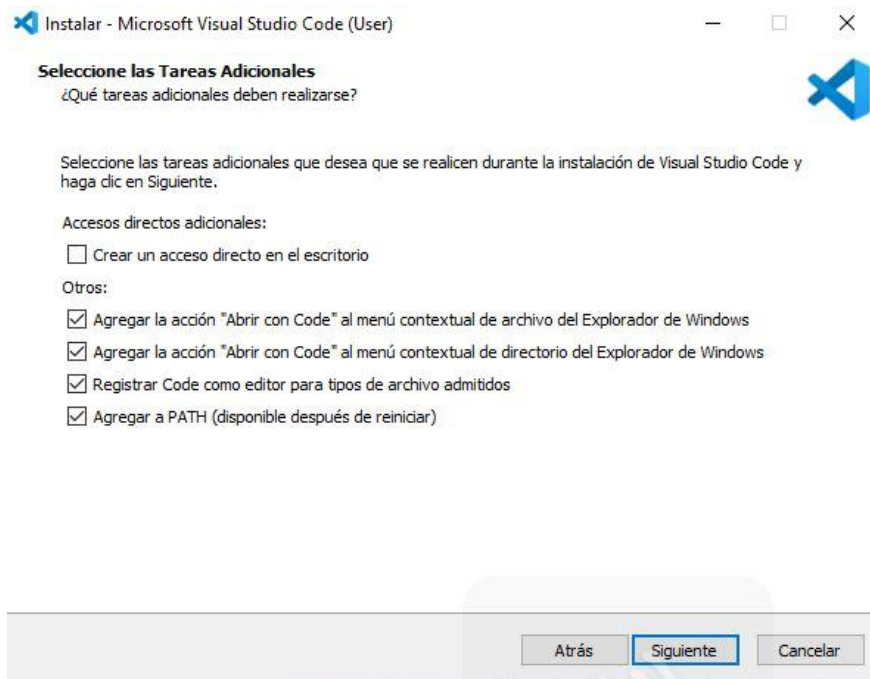 Instalar - Microsoft Visual Studio Code (User)
Seleccione las Tareas Adicionales
¿Qué tareas adicionales deben realizarse?
Seleccione las tareas adicionales que desea que se realicen durante la instalación de Visual Studio Code y
haga clic en Siguiente.
Accesos directos adicionales:
Crear un acceso directo en el escritorio
Otros:
Agregar la acción "Abrir con Code" al menú contextual de archivo del Explorador de Windows
Agregar la acción "Abrir con Code" al menú contextual de directorio del Explorador de Windows
Registrar Code como editor para tipos de archivo admitidos
Agregar a PATH (disponible después de reiniciar)
Atrás Siguiente Cancelar